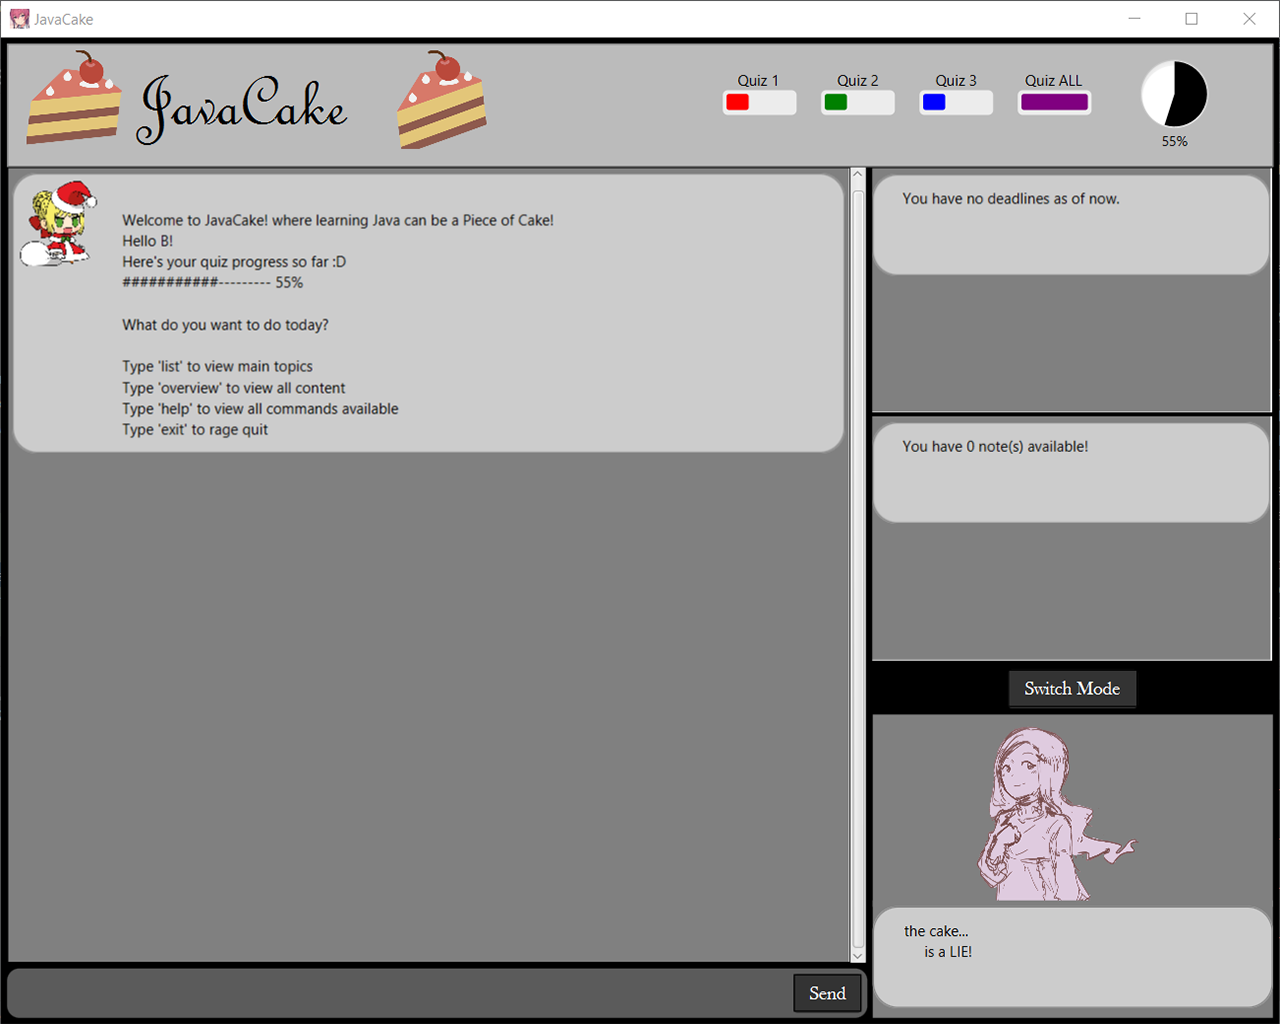 JavaCake
JavaCake
Quiz 1
Quiz 2
Quiz 3
Quiz ALL
55%
Welcome to JavaCake! where learning Java can be a Piece of Cake!
Hello B!
Here's your quiz progress so far :D
###########--------- 55%
What do you want to do today?
Type 'list' to view main topics
Type 'overview' to view all content
Type 'help' to view all commands available
Type 'exit' to rage quit
You have no deadlines as of now.
You have 0 note(s) available!
Switch Mode
the cake...
is a LIE!
Send